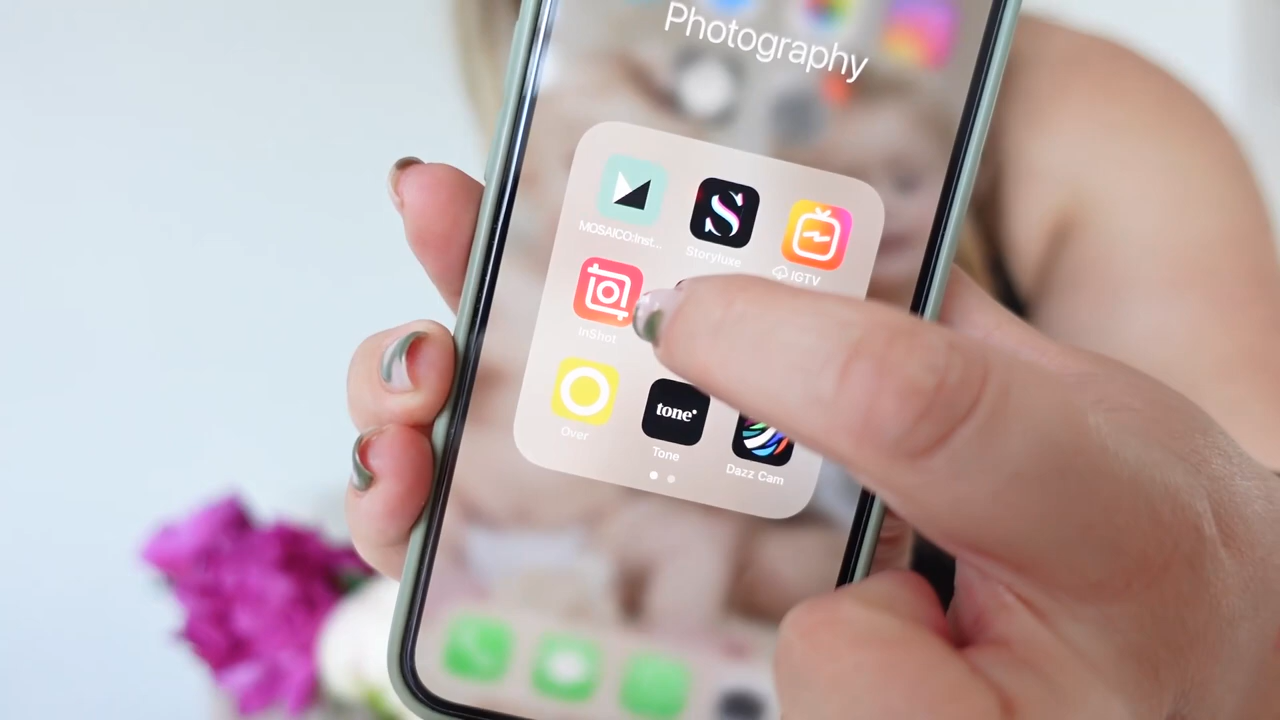 Photography
MOSAICO:Inst...
Storyluxe
IGTV
InShot
Over
tone
Tone
Dazz Cam